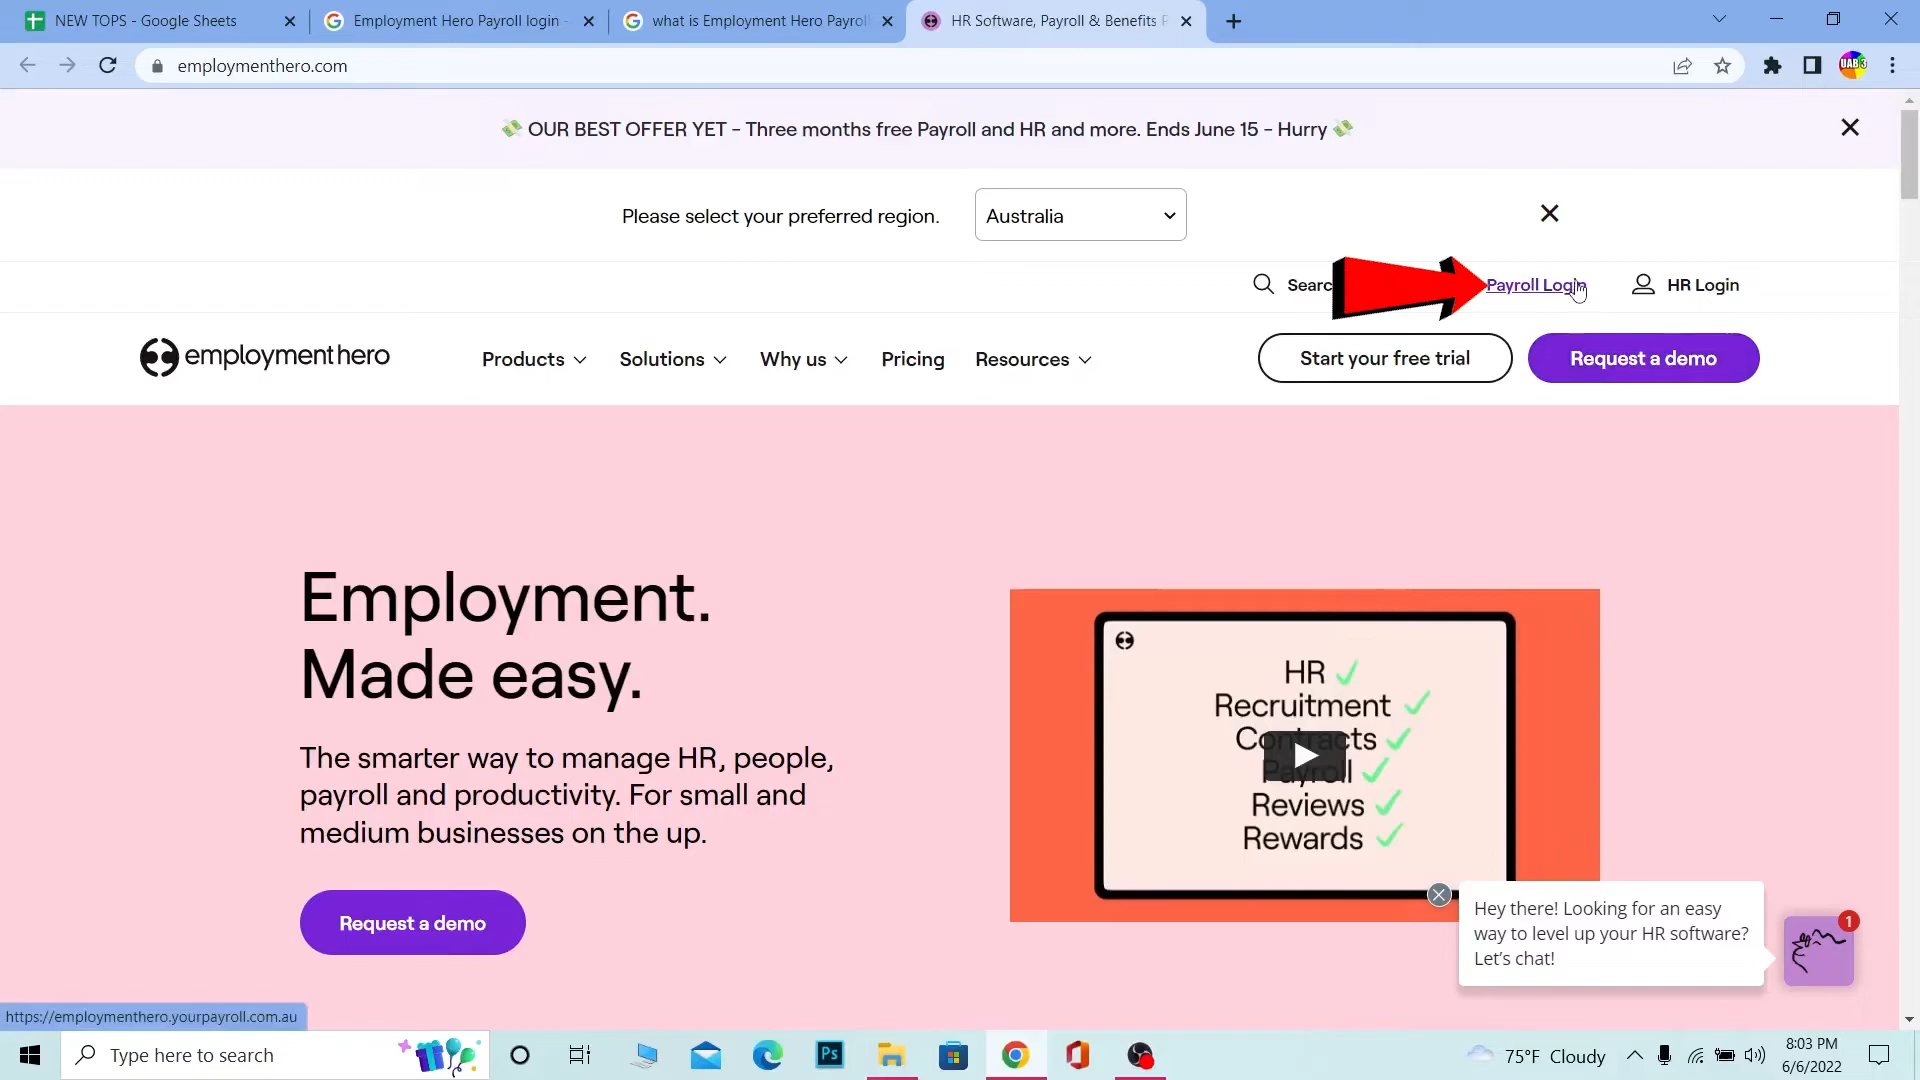 NEW TOPS - Google Sheets
Employment Hero Payroll login -
what is Employment Hero Payroll
HR Software, Payroll & Benefits P
employmenthero.com
UAB 3
💸 OUR BEST OFFER YET - Three months free Payroll and HR and more. Ends June 15 - Hurry 💸
Please select your preferred region.
Australia
Searc
Payroll Login
HR Login
employmenthero
Products
Solutions
Why us
Pricing
Resources
Start your free trial
Request a demo
Employment.
Made easy.
The smarter way to manage HR, people,
payroll and productivity. For small and
medium businesses on the up.
Request a demo
HR ✓
Recruitment ✓
Contracts ✓
Payroll ✓
Reviews ✓
Rewards ✓
Hey there! Looking for an easy
way to level up your HR software?
Let's chat!
1
https://employmenthero.yourpayroll.com.au
Type here to search
Ps
75°F Cloudy
8:03 PM
6/6/2022